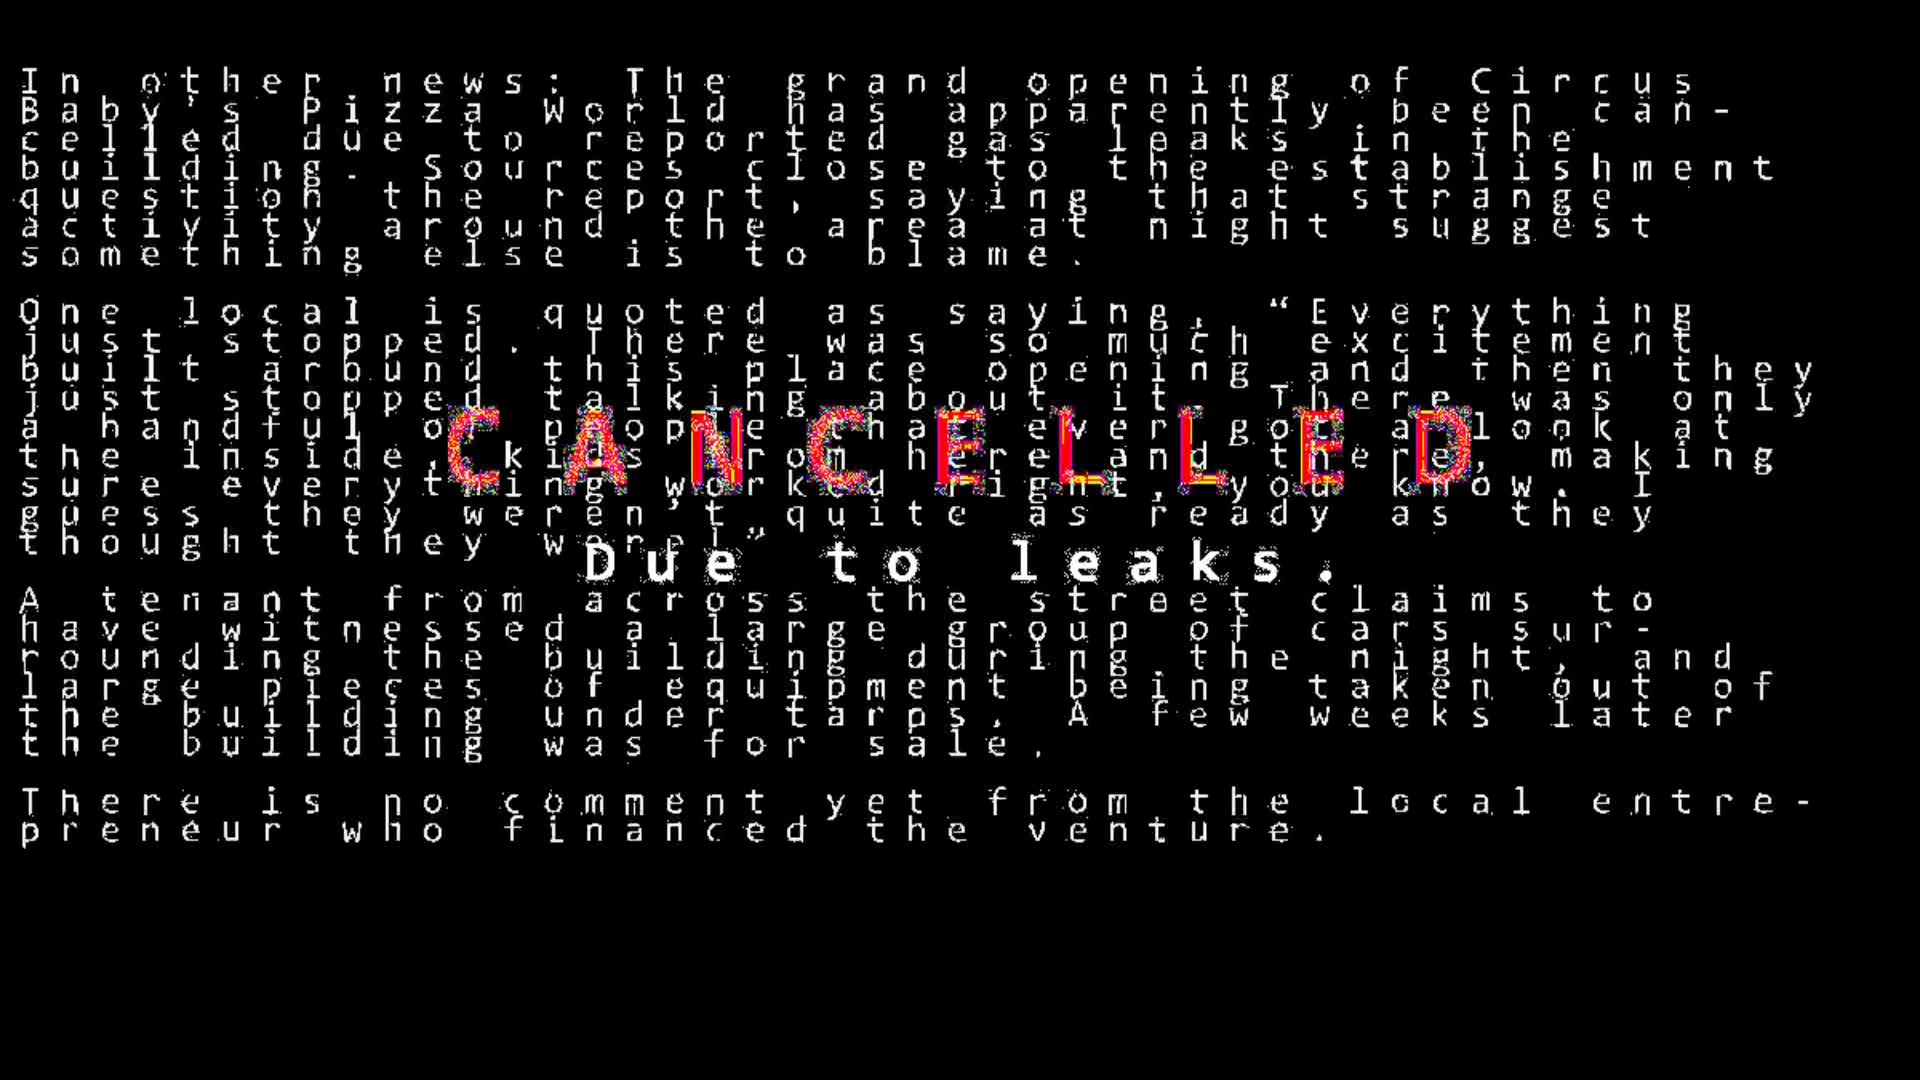 In other news: The grand opening of Circus
Baby's Pizza World has apparently been can-
celled due to reported gas leaks in the
building. Sources close to the establishment
question the report, saying that strange
activity around the area at night suggest
something else is to blame.
One local is quoted as saying, “Everything
just stopped. There was so much excitement
built around this place opening and then they
just stopped talking about it. There was only
a handful of people ever got a look at
the inside, making
CANCELLED
sure everything worked right, you know. I
guess they weren't quite as ready as they
thought they were.”
Due to leaks.
A tenant from across the street claims to
have witnessed a large group of cars sur-
rounding the building during the night, and
large pieces of equipment being taken out of
the building under tarps. A few weeks later
the building was for sale.
There is no comment yet from the local entre-
preneur who financed the venture.